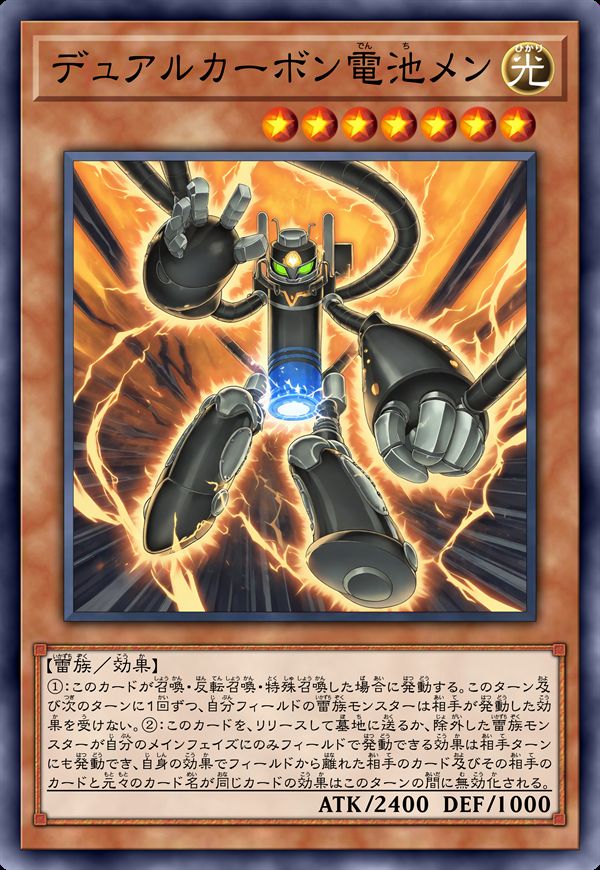 デュアルカーボン電池メン
光
【雷族／効果】
①：このカードが召喚・反転召喚・特殊召喚した場合に発動する。このターン及
び次のターンに1回ずつ、自分フィールドの雷族モンスターは相手が発動した効
果を受けない。②：このカードを、リリースして墓地に送るか、除外した雷族モ
ンスターが自分のメインフェイズにのみフィールドで発動できる効果は相手ターン
にも発動でき、自身の効果でフィールドから離れた相手のカード及びその相手の
カードと元々のカード名が同じカードの効果はこのターンの間に無効化される。
ATK/2400 DEF/1000